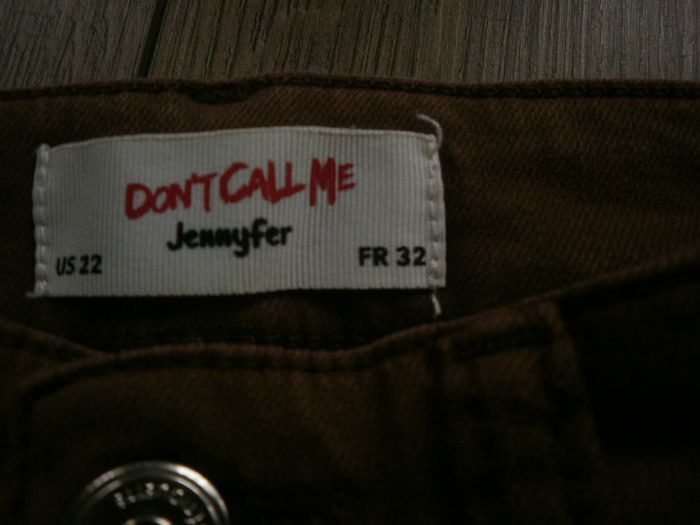 DON'T CALL ME
Jennyfer
US 22
FR 32